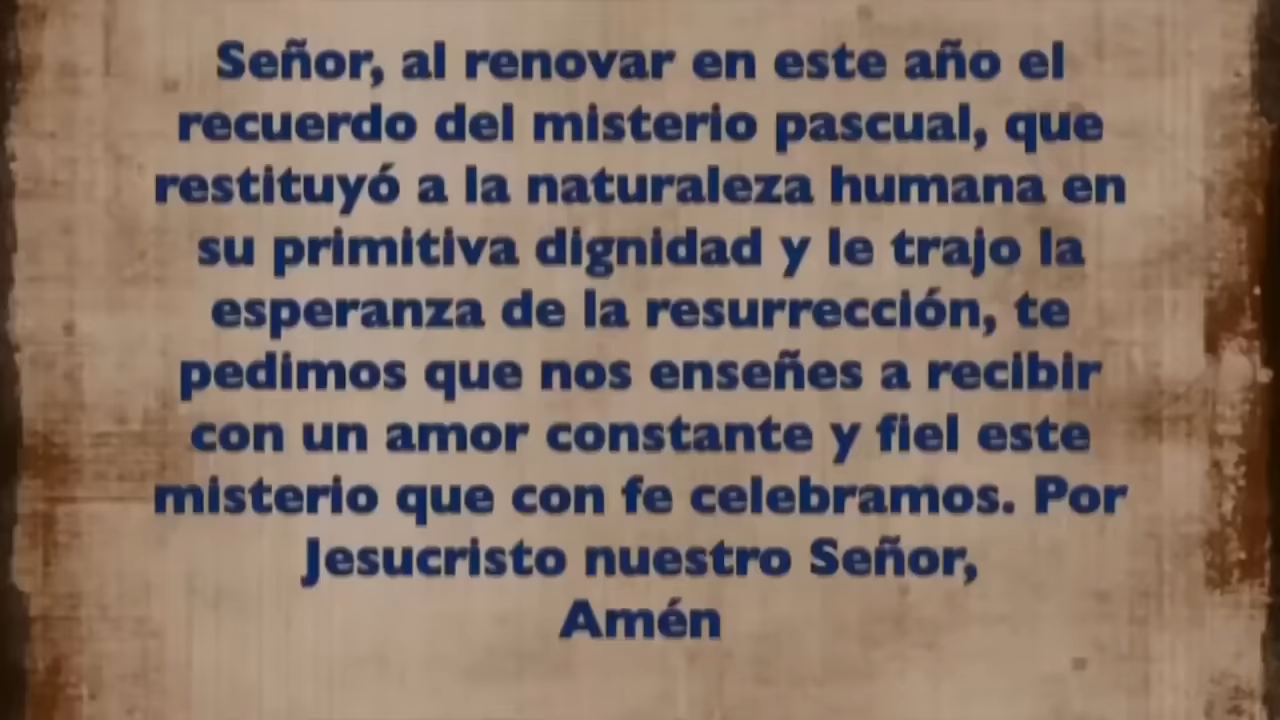 Señor, al renovar en este año el
recuerdo del misterio pascual, que
restituyó a la naturaleza humana en
su primitiva dignidad y le trajo la
esperanza de la resurrección, te
pedimos que nos enseñes a recibir
con un amor constante y fiel este
misterio que con fe celebramos. Por
Jesucristo nuestro Señor,
Amén